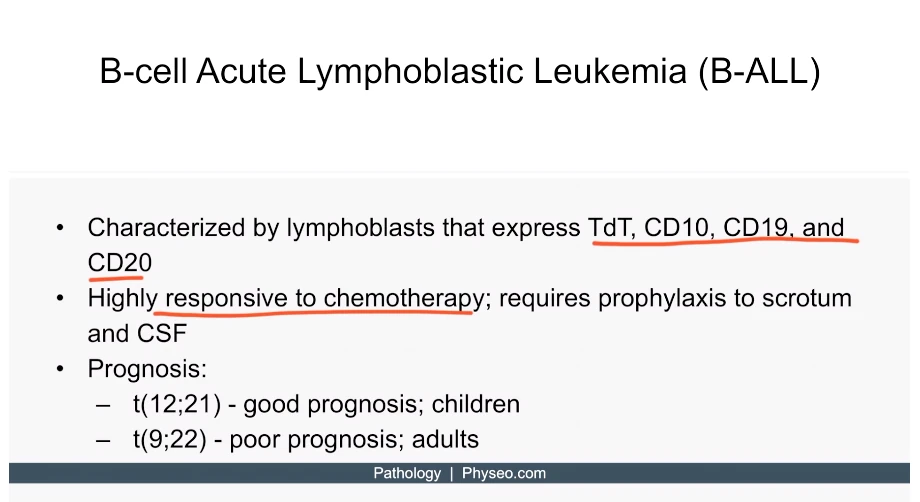 B-cell Acute Lymphoblastic Leukemia (B-ALL)
• Characterized by lymphoblasts that express TdT, CD10, CD19, and
CD20
• Highly responsive to chemotherapy; requires prophylaxis to scrotum
and CSF
• Prognosis:
– t(12;21) - good prognosis; children
– t(9;22) - poor prognosis; adults
Pathology | Physeo.com